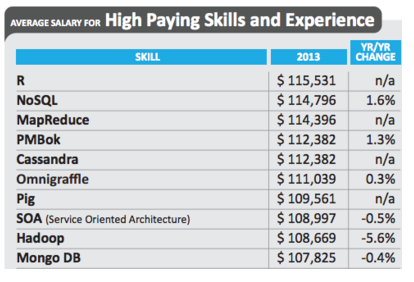 AVERAGE SALARY FOR High Paying Skills and Experience
SKILL 2013 YR/YR CHANGE
R $ 115,531 n/a
NoSQL $ 114,796 1.6%
MapReduce $ 114,396 n/a
PMBok $ 112,382 1.3%
Cassandra $ 112,382 n/a
Omnigraffle $ 111,039 0.3%
Pig $ 109,561 n/a
SOA (Service Oriented Architecture) $ 108,997 -0.5%
Hadoop $ 108,669 -5.6%
Mongo DB $ 107,825 -0.4%